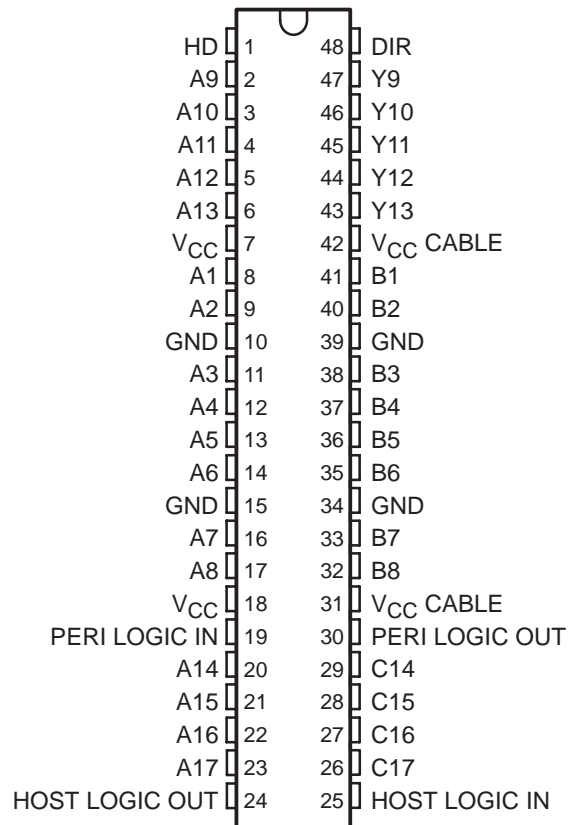 HD 1 48 DIR
A9 2 47 Y9
A10 3 46 Y10
A11 4 45 Y11
A12 5 44 Y12
A13 6 43 Y13
VCC 7 42 VCC CABLE
A1 8 41 B1
A2 9 40 B2
GND 10 39 GND
A3 11 38 B3
A4 12 37 B4
A5 13 36 B5
A6 14 35 B6
GND 15 34 GND
A7 16 33 B7
A8 17 32 B8
VCC 18 31 VCC CABLE
PERI LOGIC IN 19 30 PERI LOGIC OUT
A14 20 29 C14
A15 21 28 C15
A16 22 27 C16
A17 23 26 C17
HOST LOGIC OUT 24 25 HOST LOGIC IN